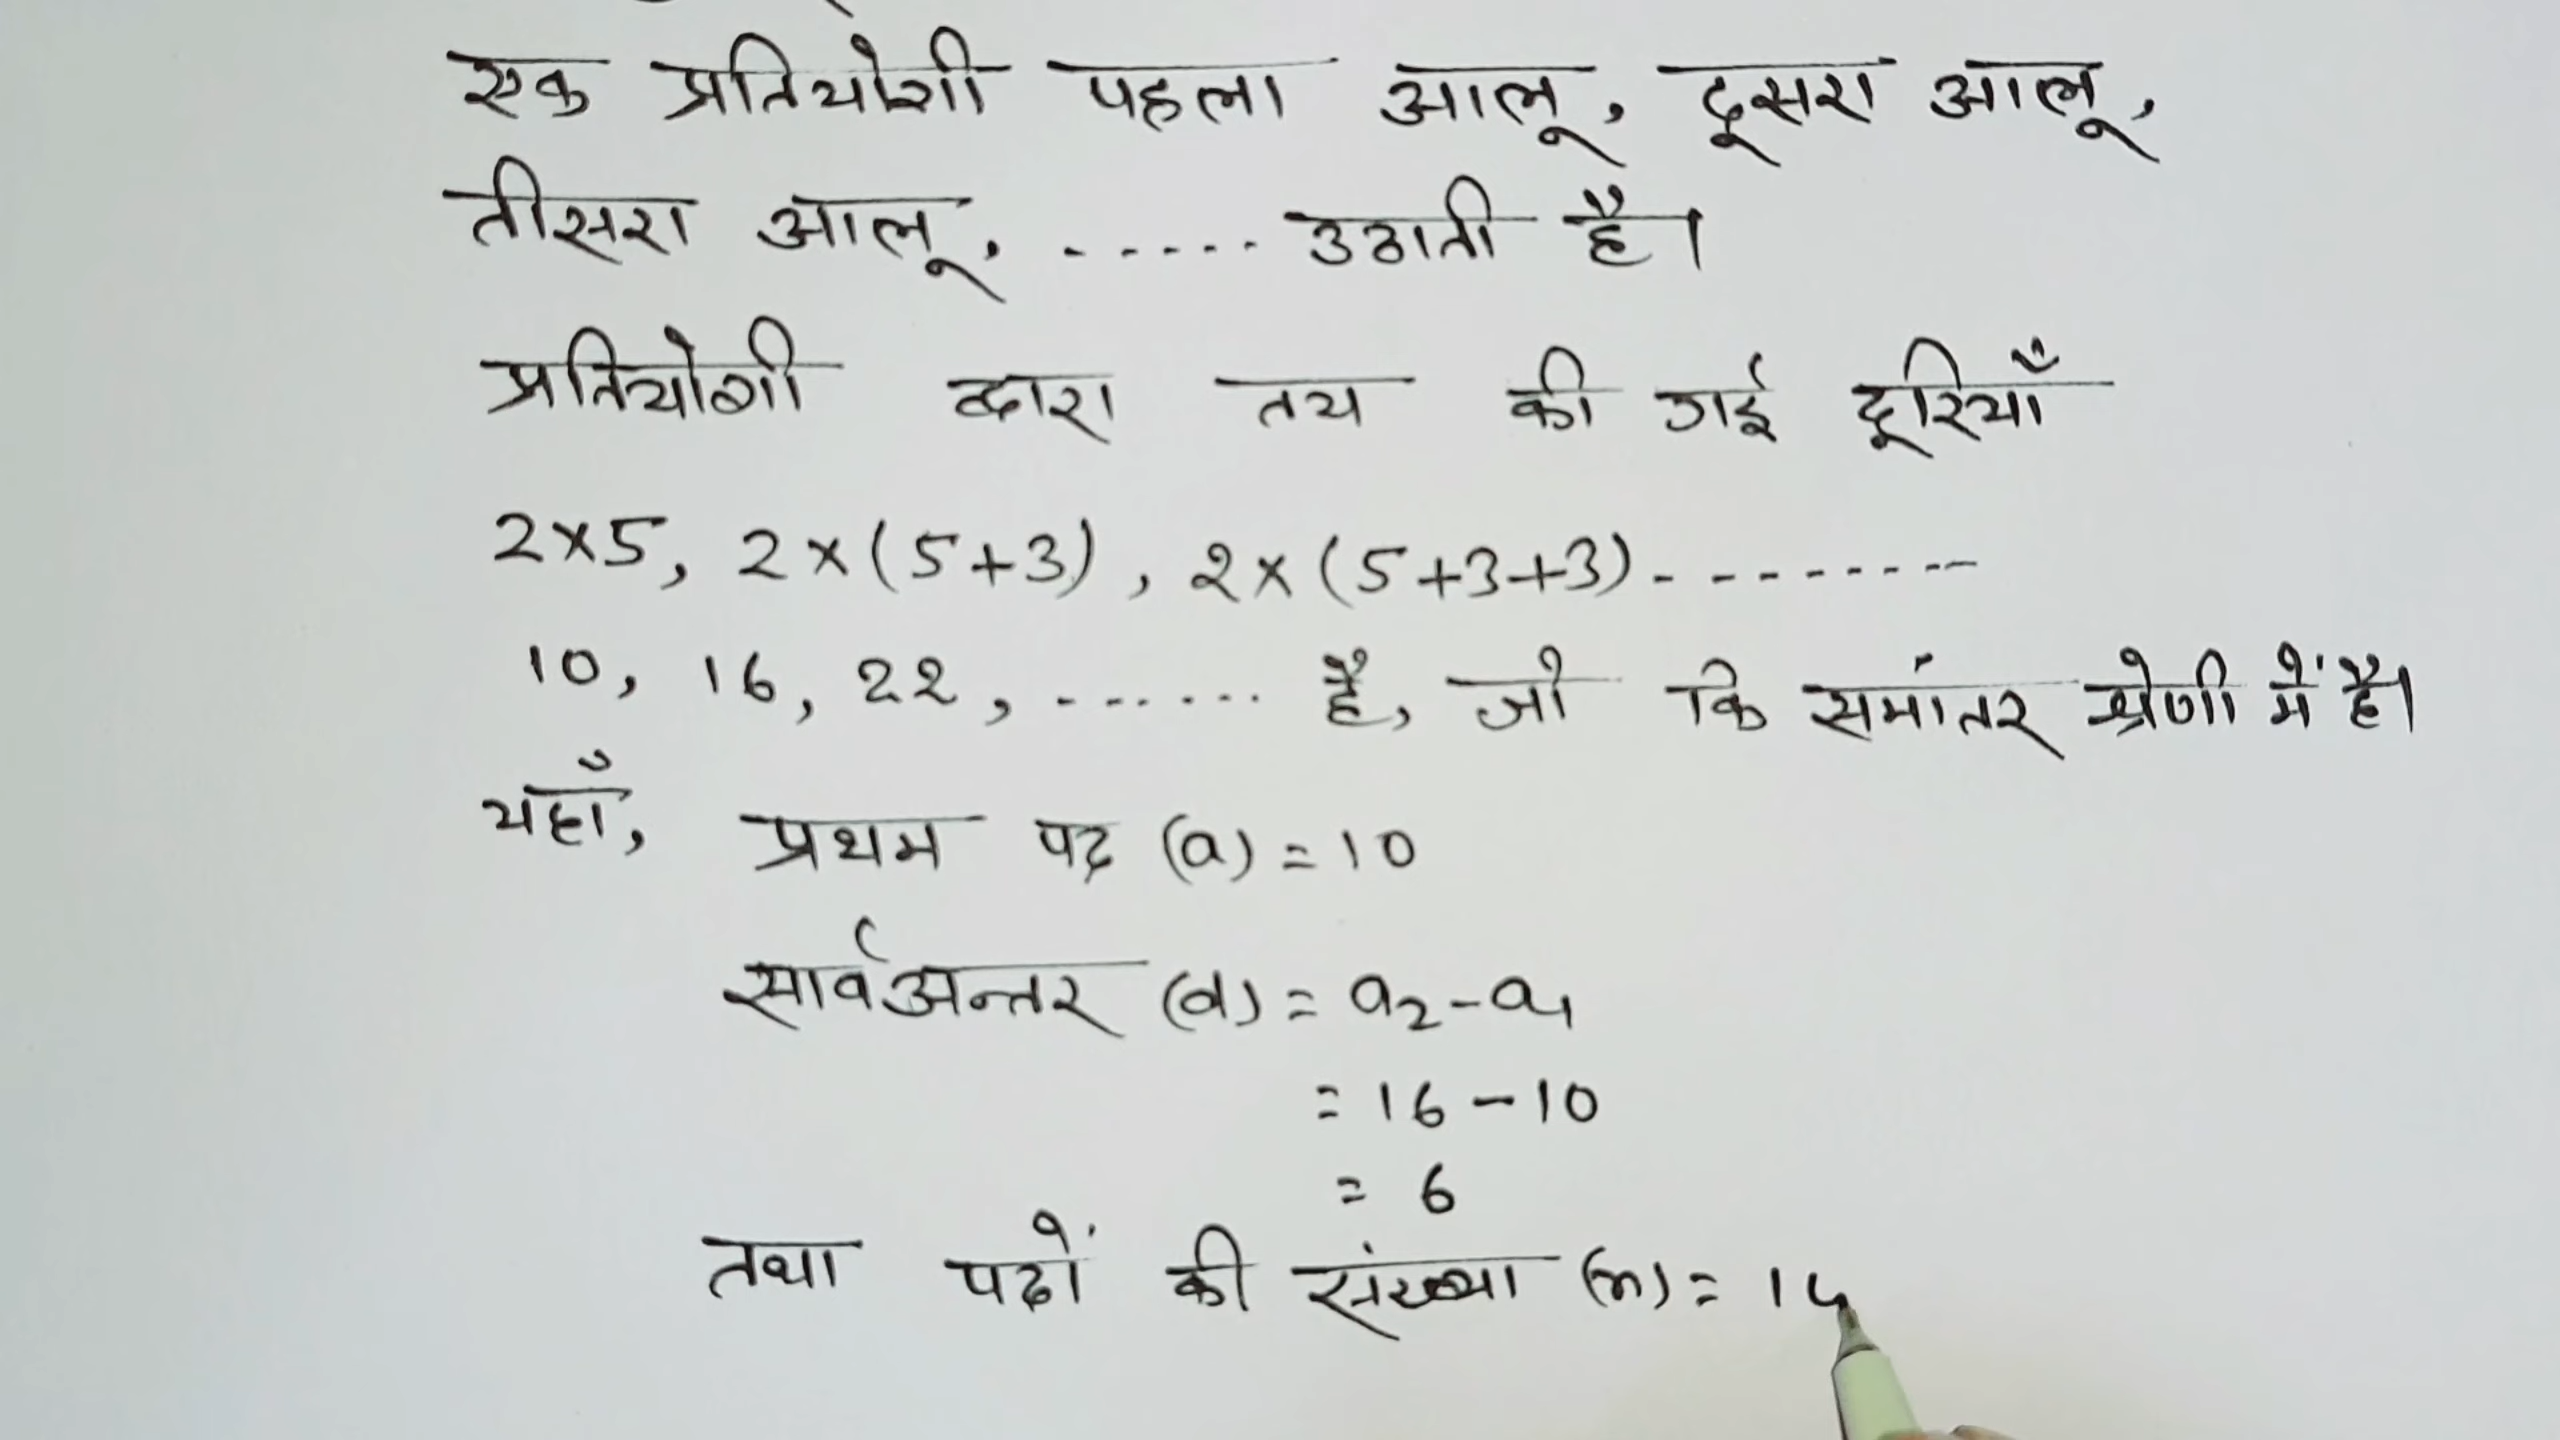 एक प्रतियोगी पहला आलू, दूसरा आलू,
तीसरा आलू, ...... उठाती है।
प्रतियोगी द्वारा तय की गई दूरियाँ
2×5, 2×(5+3), 2×(5+3+3)---------
10, 16, 22, ....... हैं, जो कि समांतर श्रेणी में है।
यहाँ, प्रथम पद (a) = 10
सार्वअन्तर (d) = a₂-a₁
= 16-10
= 6
तथा पदों की संख्या (n) =